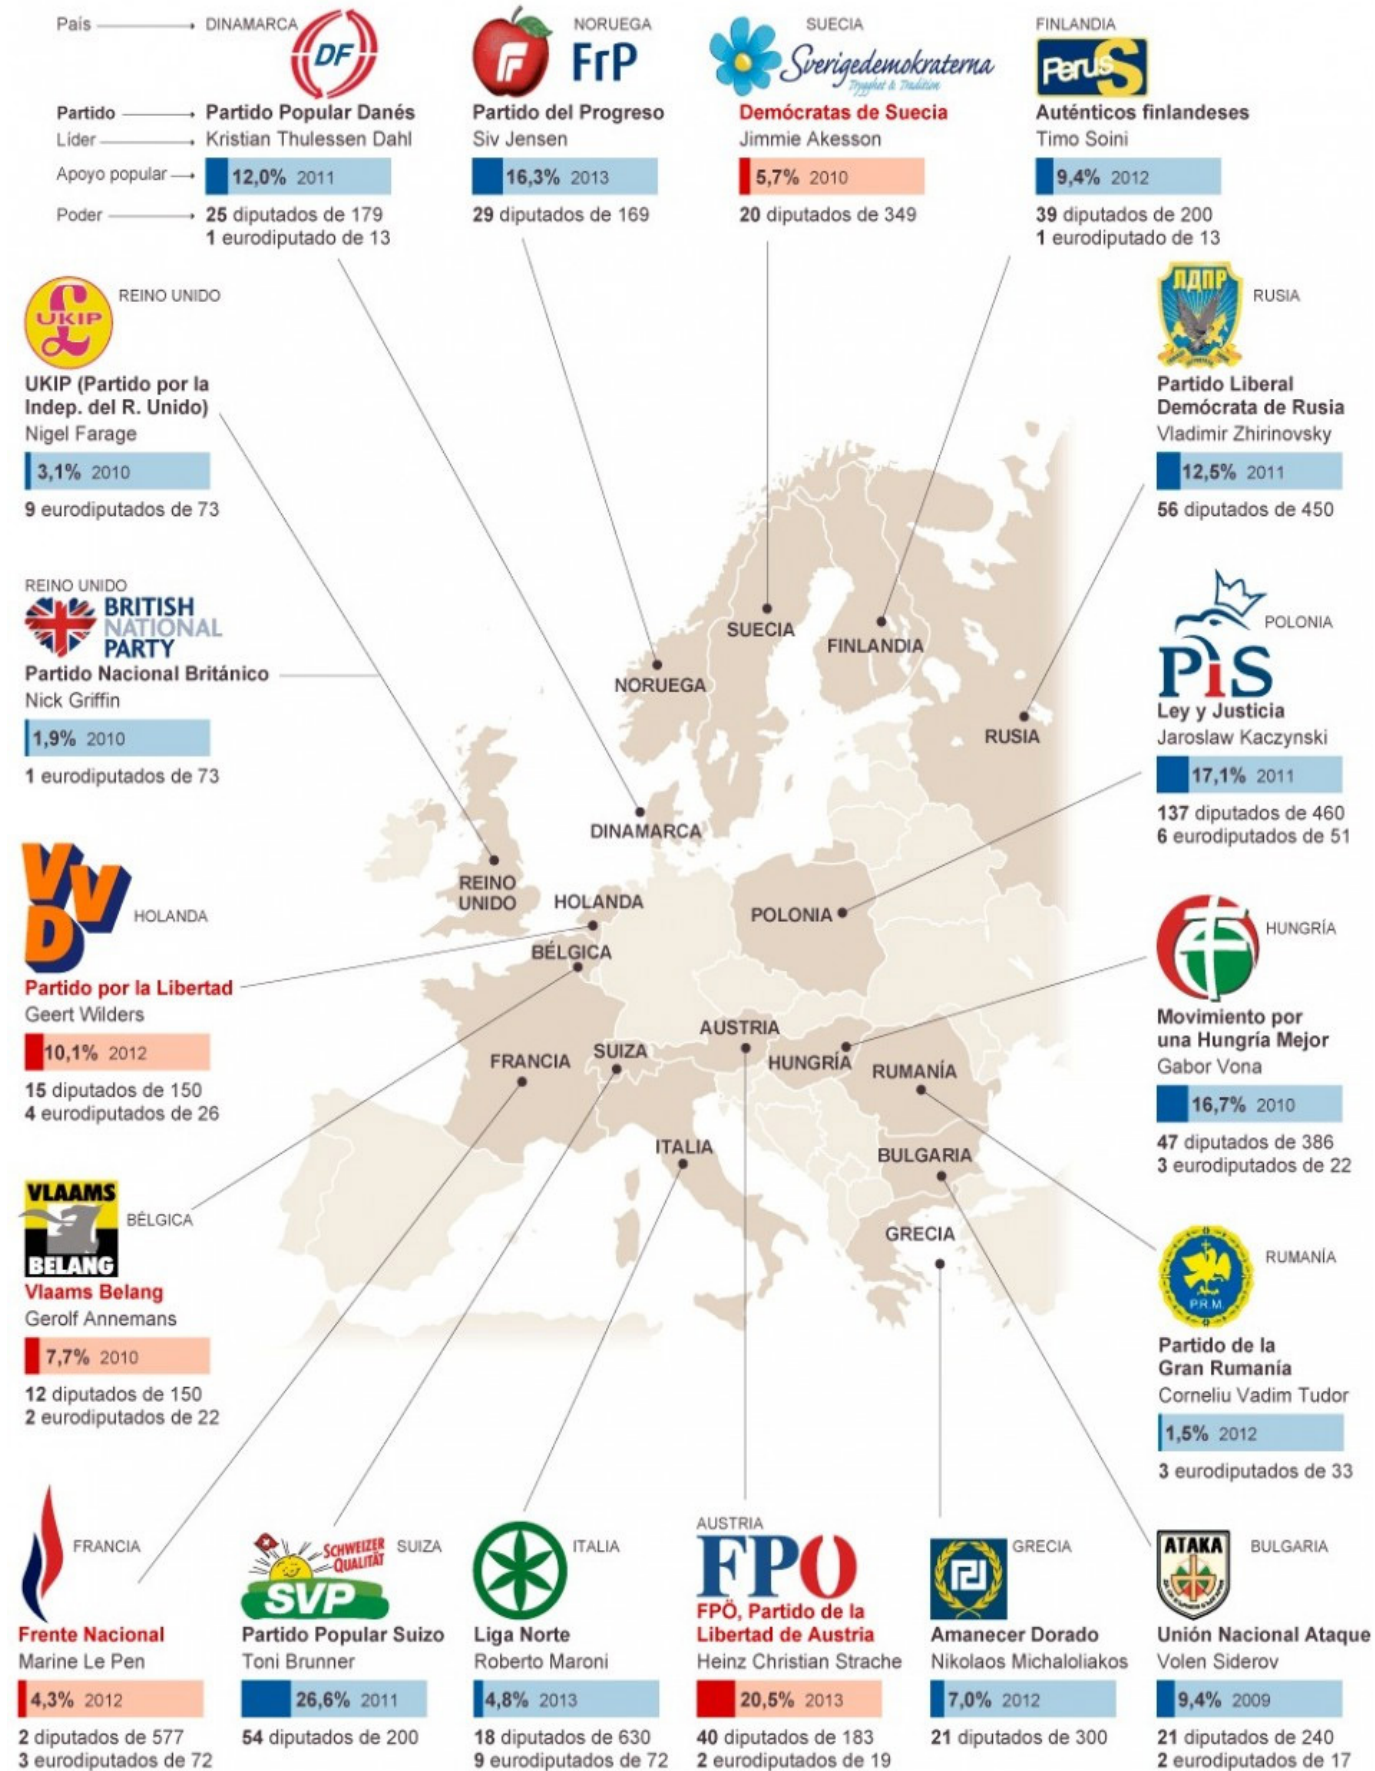 País
DINAMARCA
DF
Partido
Partido Popular Danés
Líder
Kristian Thulessen Dahl
Apoyo popular
12,0% 2011
Poder
25 diputados de 179
1 eurodiputado de 13
NORUEGA
FrP
Partido del Progreso
Siv Jensen
16,3% 2013
29 diputados de 169
SUECIA
Sverigedemokraterna
Trygghet & Tradition
Demócratas de Suecia
Jimmie Akesson
5,7% 2010
20 diputados de 349
FINLANDIA
PeruS
Auténticos finlandeses
Timo Soini
9,4% 2012
39 diputados de 200
1 eurodiputado de 13
UKIP
REINO UNIDO
UKIP (Partido por la
Indep. del R. Unido)
Nigel Farage
3,1% 2010
9 eurodiputados de 73
ЛДПР
RUSIA
Partido Liberal
Demócrata de Rusia
Vladimir Zhirinovsky
12,5% 2011
56 diputados de 450
REINO UNIDO
BRITISH
NATIONAL
PARTY
Partido Nacional Británico
Nick Griffin
1,9% 2010
1 eurodiputados de 73
POLONIA
PiS
Ley y Justicia
Jaroslaw Kaczynski
17,1% 2011
137 diputados de 460
6 eurodiputados de 51
VVD
HOLANDA
Partido por la Libertad
Geert Wilders
10,1% 2012
15 diputados de 150
4 eurodiputados de 26
HUNGRÍA
Movimiento por
una Hungría Mejor
Gabor Vona
16,7% 2010
47 diputados de 386
3 eurodiputados de 22
SUECIA
FINLANDIA
NORUEGA
RUSIA
DINAMARCA
REINO
UNIDO
HOLANDA
POLONIA
BÉLGICA
AUSTRIA
FRANCIA
SUIZA
HUNGRÍA
RUMANÍA
ITALIA
BULGARIA
GRECIA
VLAAMS
BELANG
BÉLGICA
Vlaams Belang
Gerolf Annemans
7,7% 2010
12 diputados de 150
2 eurodiputados de 22
P.R.M.
RUMANÍA
Partido de la
Gran Rumanía
Corneliu Vadim Tudor
1,5% 2012
3 eurodiputados de 33
FRANCIA
Frente Nacional
Marine Le Pen
4,3% 2012
2 diputados de 577
3 eurodiputados de 72
SCHWEIZER
QUALITÄT
SVP
SUIZA
Partido Popular Suizo
Toni Brunner
26,6% 2011
54 diputados de 200
ITALIA
Liga Norte
Roberto Maroni
4,8% 2013
18 diputados de 630
9 eurodiputados de 72
AUSTRIA
FPO
FPÖ, Partido de la
Libertad de Austria
Heinz Christian Strache
20,5% 2013
40 diputados de 183
2 eurodiputados de 19
GRECIA
Amanecer Dorado
Nikolaos Michaloliakos
7,0% 2012
21 diputados de 300
ATAKA
BULGARIA
Unión Nacional Ataque
Volen Siderov
9,4% 2009
21 diputados de 240
2 eurodiputados de 17